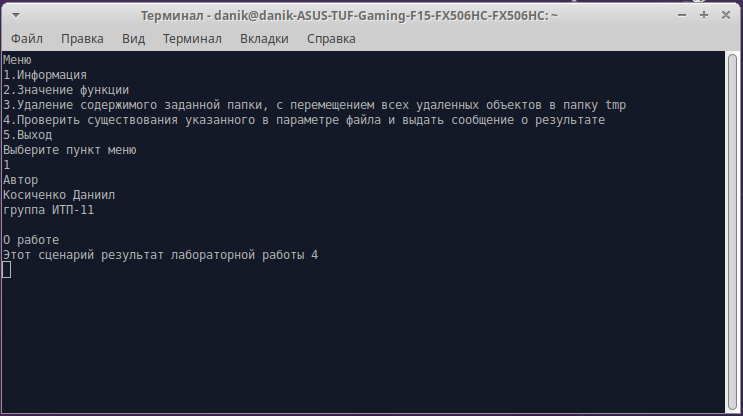 Терминал - danik@danik-ASUS-TUF-Gaming-F15-FX506HC-FX506HC: ~
Файл Правка Вид Терминал Вкладки Справка
Меню
1.Информация
2.Значение функции
3.Удаление содержимого заданной папки, с перемещением всех удаленных объектов в папку tmp
4.Проверить существования указанного в параметре файла и выдать сообщение о результате
5.Выход
Выберите пункт меню
1
Автор
Косиченко Даниил
группа ИТП-11
О работе
Этот сценарий результат лабораторной работы 4